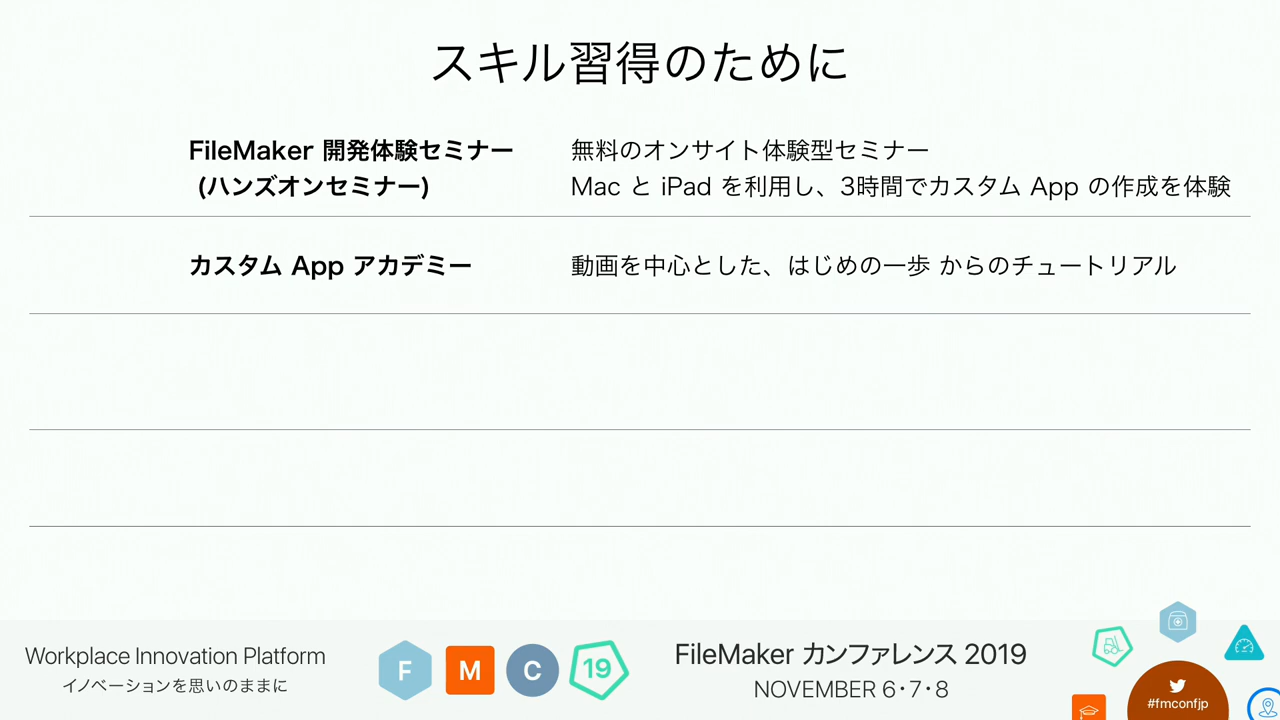 スキル習得のために
FileMaker 開発体験セミナー
(ハンズオンセミナー)
無料のオンサイト体験型セミナー
Mac と iPad を利用し、3時間でカスタム App の作成を体験
カスタム App アカデミー
動画を中心とした、はじめの一歩 からのチュートリアル
Workplace Innovation Platform
イノベーションを思いのままに
F M C 19
FileMaker カンファレンス 2019
NOVEMBER 6・7・8
#fmconfjp